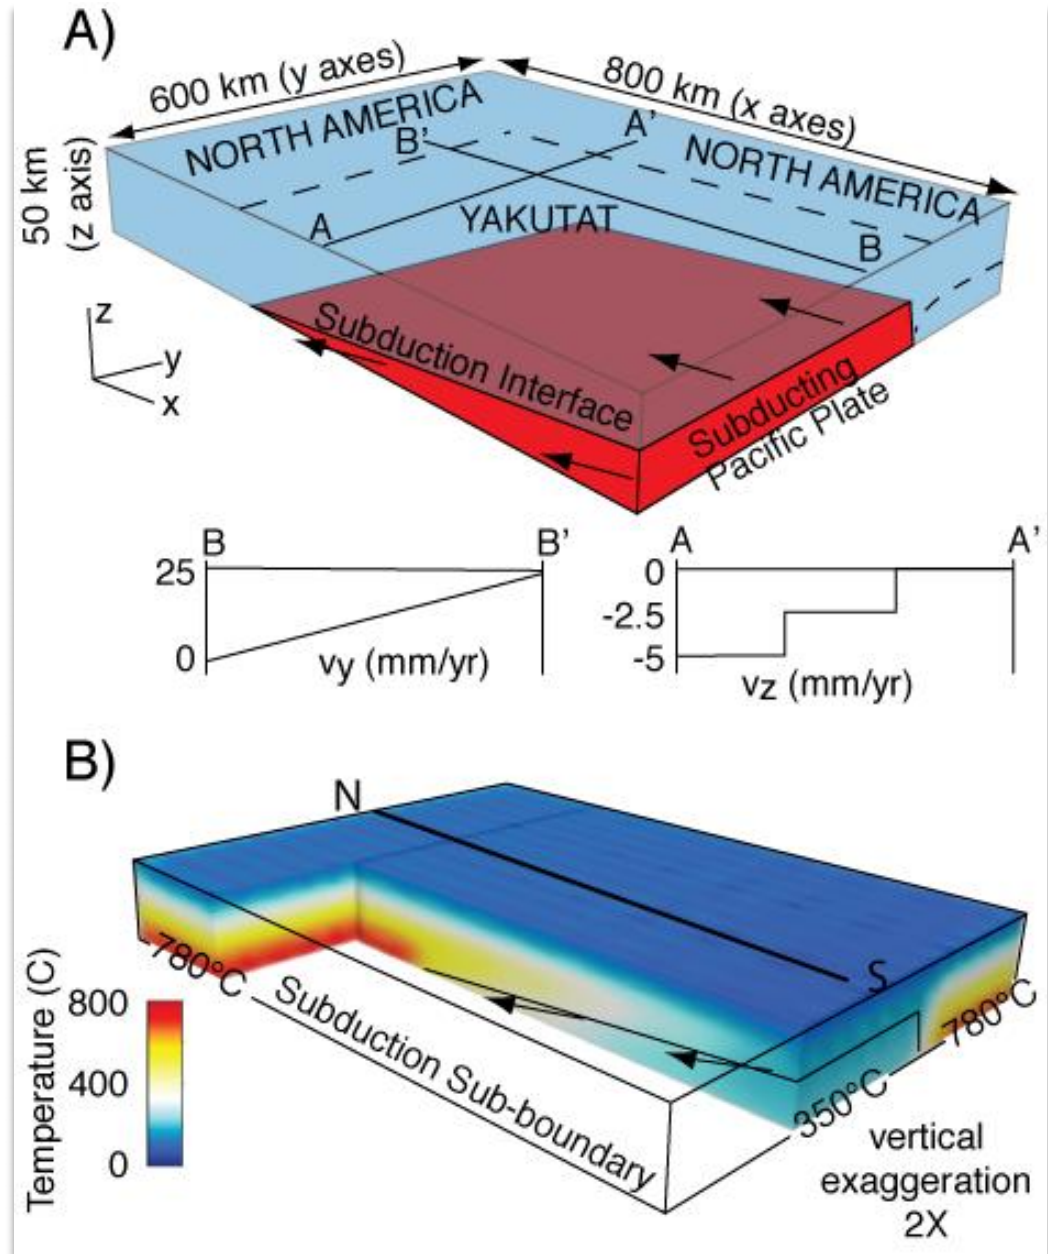 A)
600 km (y axes)
800 km (x axes)
NORTH AMERICA
NORTH AMERICA
50 km
(z axis)
B'
A'
A
B
YAKUTAT
Subduction Interface
Subducting
Pacific Plate
z
y
x
B
B'
25
0
vy (mm/yr)
A
A'
0
-2.5
-5
vz (mm/yr)
B)
N
S
780°C
780°C
350°C
Subduction Sub-boundary
Temperature (C)
800
400
0
vertical
exaggeration
2X